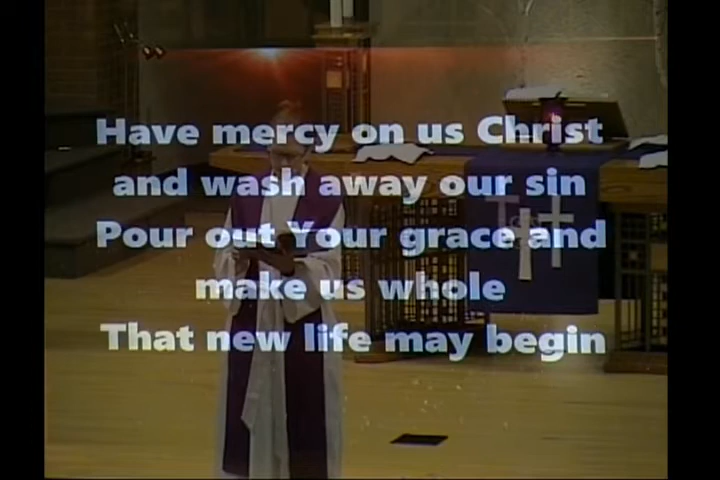 Have mercy on us Christ
and wash away our sin
Pour out Your grace and
make us whole
That new life may begin